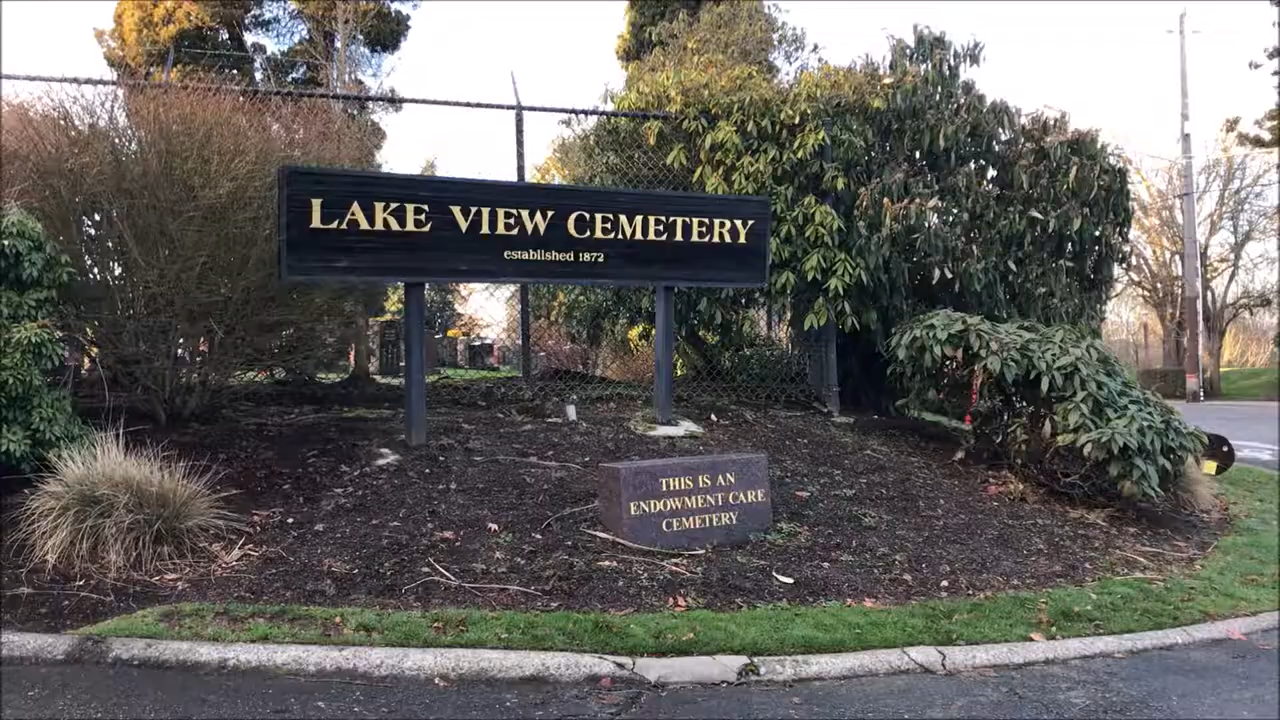 LAKE VIEW CEMETERY
established 1872
THIS IS AN
ENDOWMENT CARE
CEMETERY